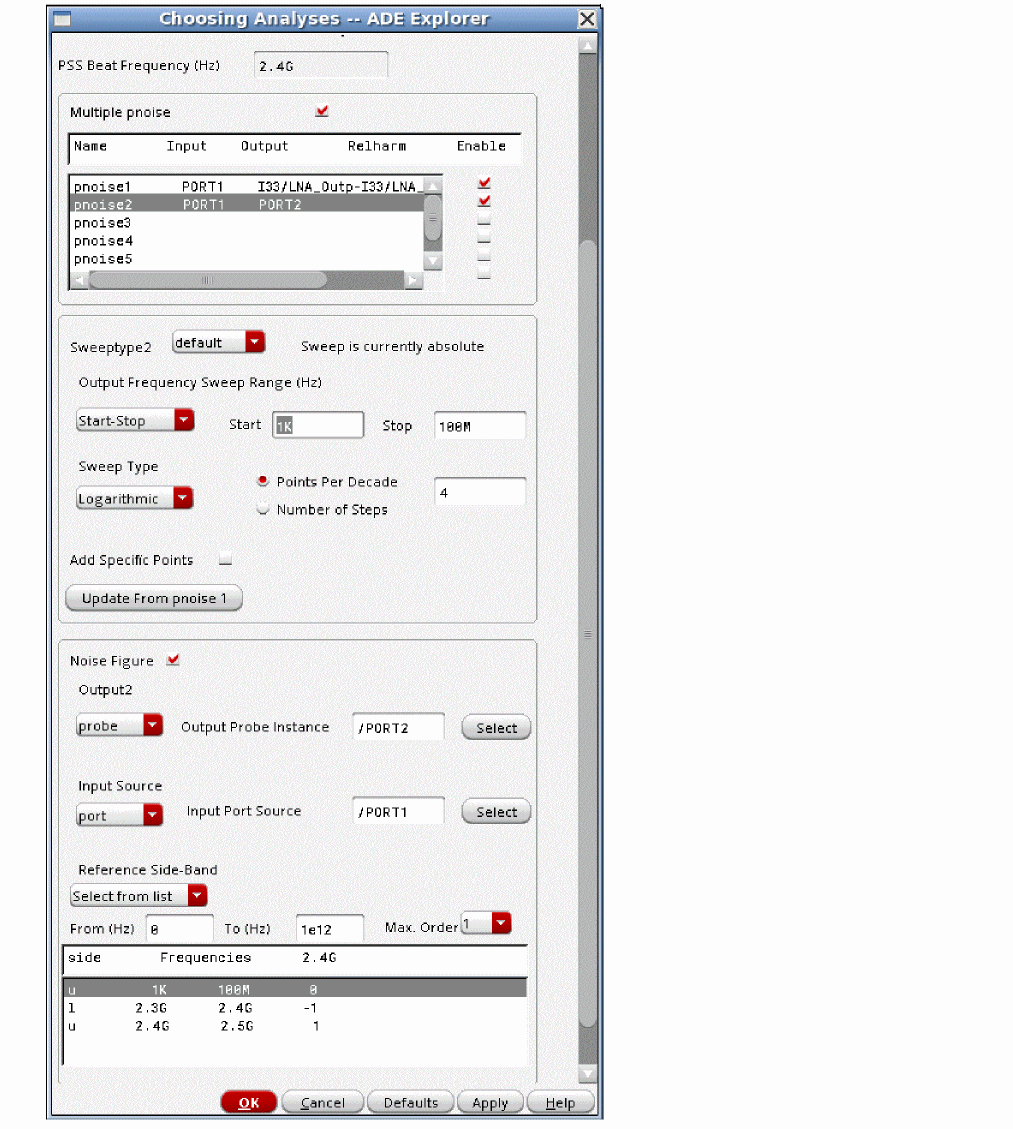 Choosing Analyses -- ADE Explorer
PSS Beat Frequency (Hz) 2.4G
Multiple pnoise
Name Input Output Relharm Enable
pnoise1 PORT1 I33/LNA_Outp-I33/LNA_
pnoise2 PORT1 PORT2
pnoise3
pnoise4
pnoise5
Sweeptype2 default Sweep is currently absolute
Output Frequency Sweep Range (Hz)
Start-Stop Start 1K Stop 100M
Sweep Type
Logarithmic Points Per Decade 4
Number of Steps
Add Specific Points
Update From pnoise 1
Noise Figure
Output2
probe Output Probe Instance /PORT2 Select
Input Source
port Input Port Source /PORT1 Select
Reference Side-Band
Select from list
From (Hz) 0 To (Hz) 1e12 Max. Order 1
side Frequencies 2.4G
u 1K 100M 0
l 2.3G 2.4G -1
u 2.4G 2.5G 1
OK Cancel Defaults Apply Help